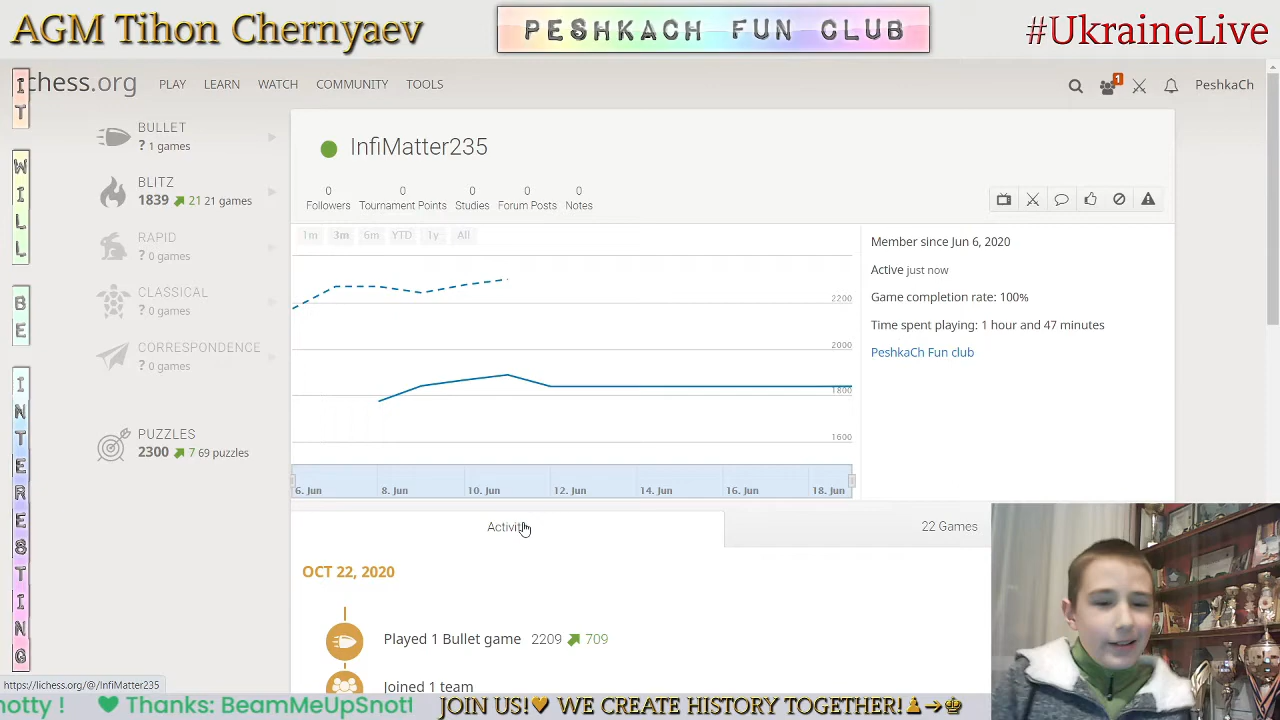 AGM Tihon Chernyaev
PESHKACH FUN CLUB
#UkraineLive
IT
WILL
BE
INTERESTING
lichess.org
PLAY
LEARN
WATCH
COMMUNITY
TOOLS
1
PeshkaCh
BULLET
? 1 games
BLITZ
1839 21 21 games
RAPID
? 0 games
CLASSICAL
? 0 games
CORRESPONDENCE
? 0 games
PUZZLES
2300 7 69 puzzles
InfiMatter235
0 0 0 0 0
Followers Tournament Points Studies Forum Posts Notes
1m 3m 6m YTD 1y All
2200
2000
1800
1600
6. Jun 8. Jun 10. Jun 12. Jun 14. Jun 16. Jun 18. Jun
Member since Jun 6, 2020
Active just now
Game completion rate: 100%
Time spent playing: 1 hour and 47 minutes
PeshkaCh Fun club
Activity
22 Games
OCT 22, 2020
Played 1 Bullet game 2209 709
Joined 1 team
https://lichess.org/@/InfiMatter235
notty !
Thanks: BeamMeUpSnott
JOIN US! WE CREATE HISTORY TOGETHER!